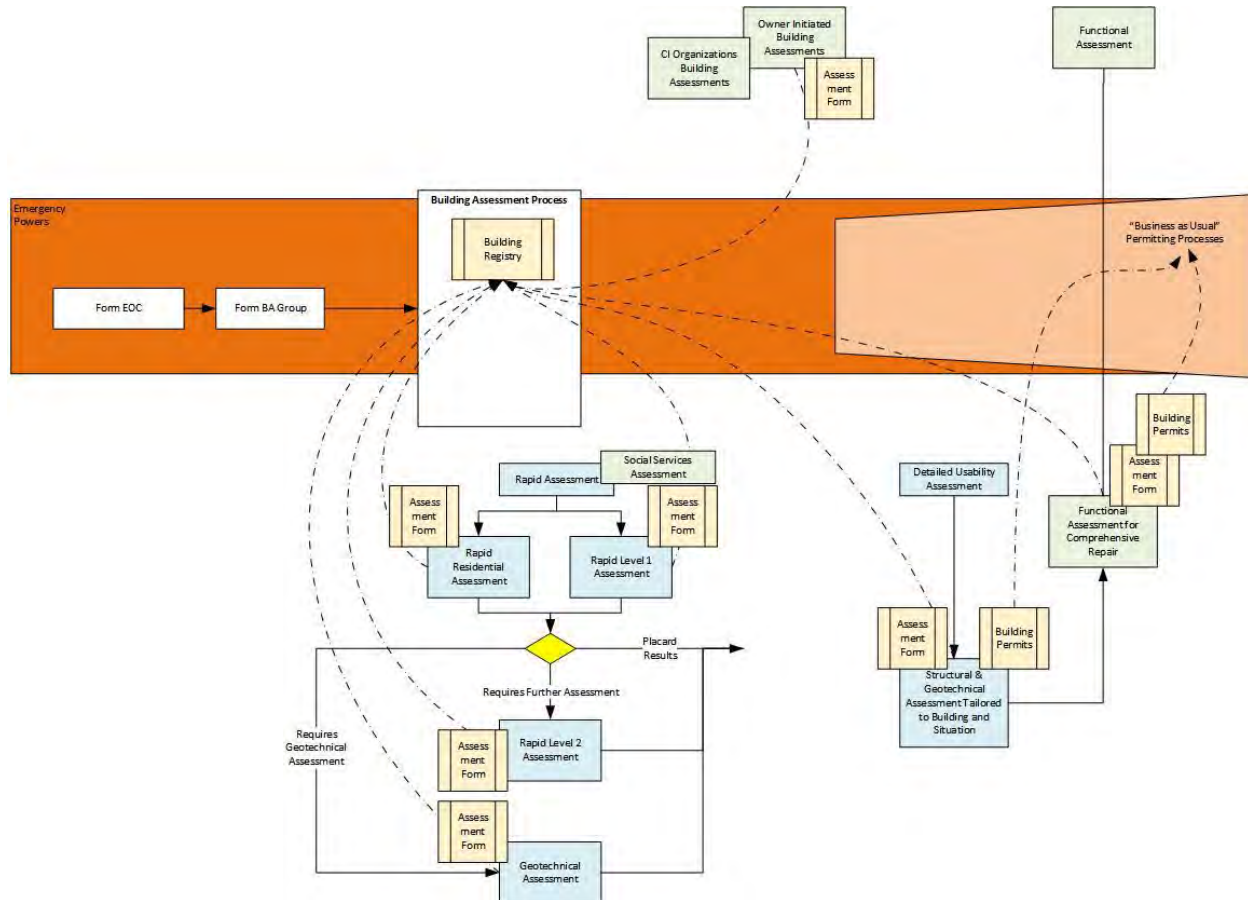 Owner Initiated
Building
Assessments
CI Organizations
Building
Assessments
Assess
ment
Form
Functional
Assessment
Emergency
Powers
Building Assessment Process
Building
Registry
"Business as Usual"
Permitting Processes
Form EOC
Form BA Group
Building
Permits
Assess
ment
Form
Functional
Assessment for
Comprehensive
Repair
Social Services
Assessment
Rapid Assessment
Detailed Usability
Assessment
Assess
ment
Form
Assess
ment
Form
Rapid
Residential
Assessment
Rapid Level 1
Assessment
Placard
Results
Assess
ment
Form
Building
Permits
Structural &
Geotechnical
Assessment Tailored
to Building and
Situation
Requires Further Assessment
Requires
Geotechnical
Assessment
Assess
ment
Form
Rapid Level 2
Assessment
Assess
ment
Form
Geotechnical
Assessment